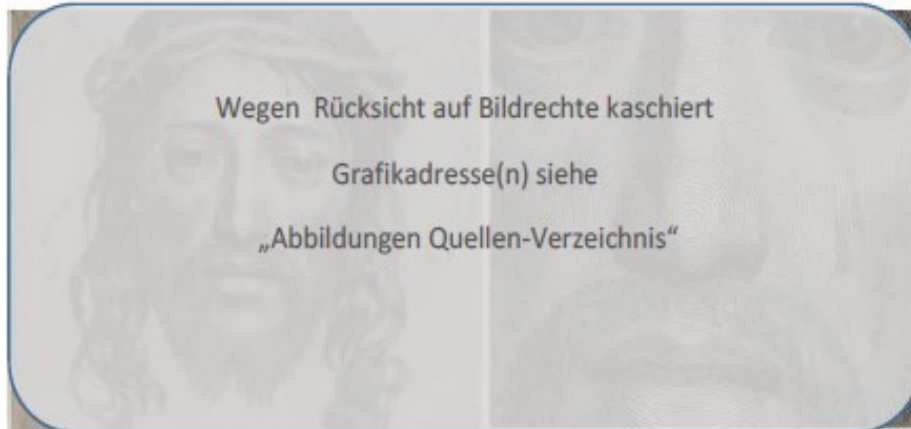 Wegen Rücksicht auf Bildrechte kaschiert
Grafikadresse(n) siehe
„Abbildungen Quellen-Verzeichnis“